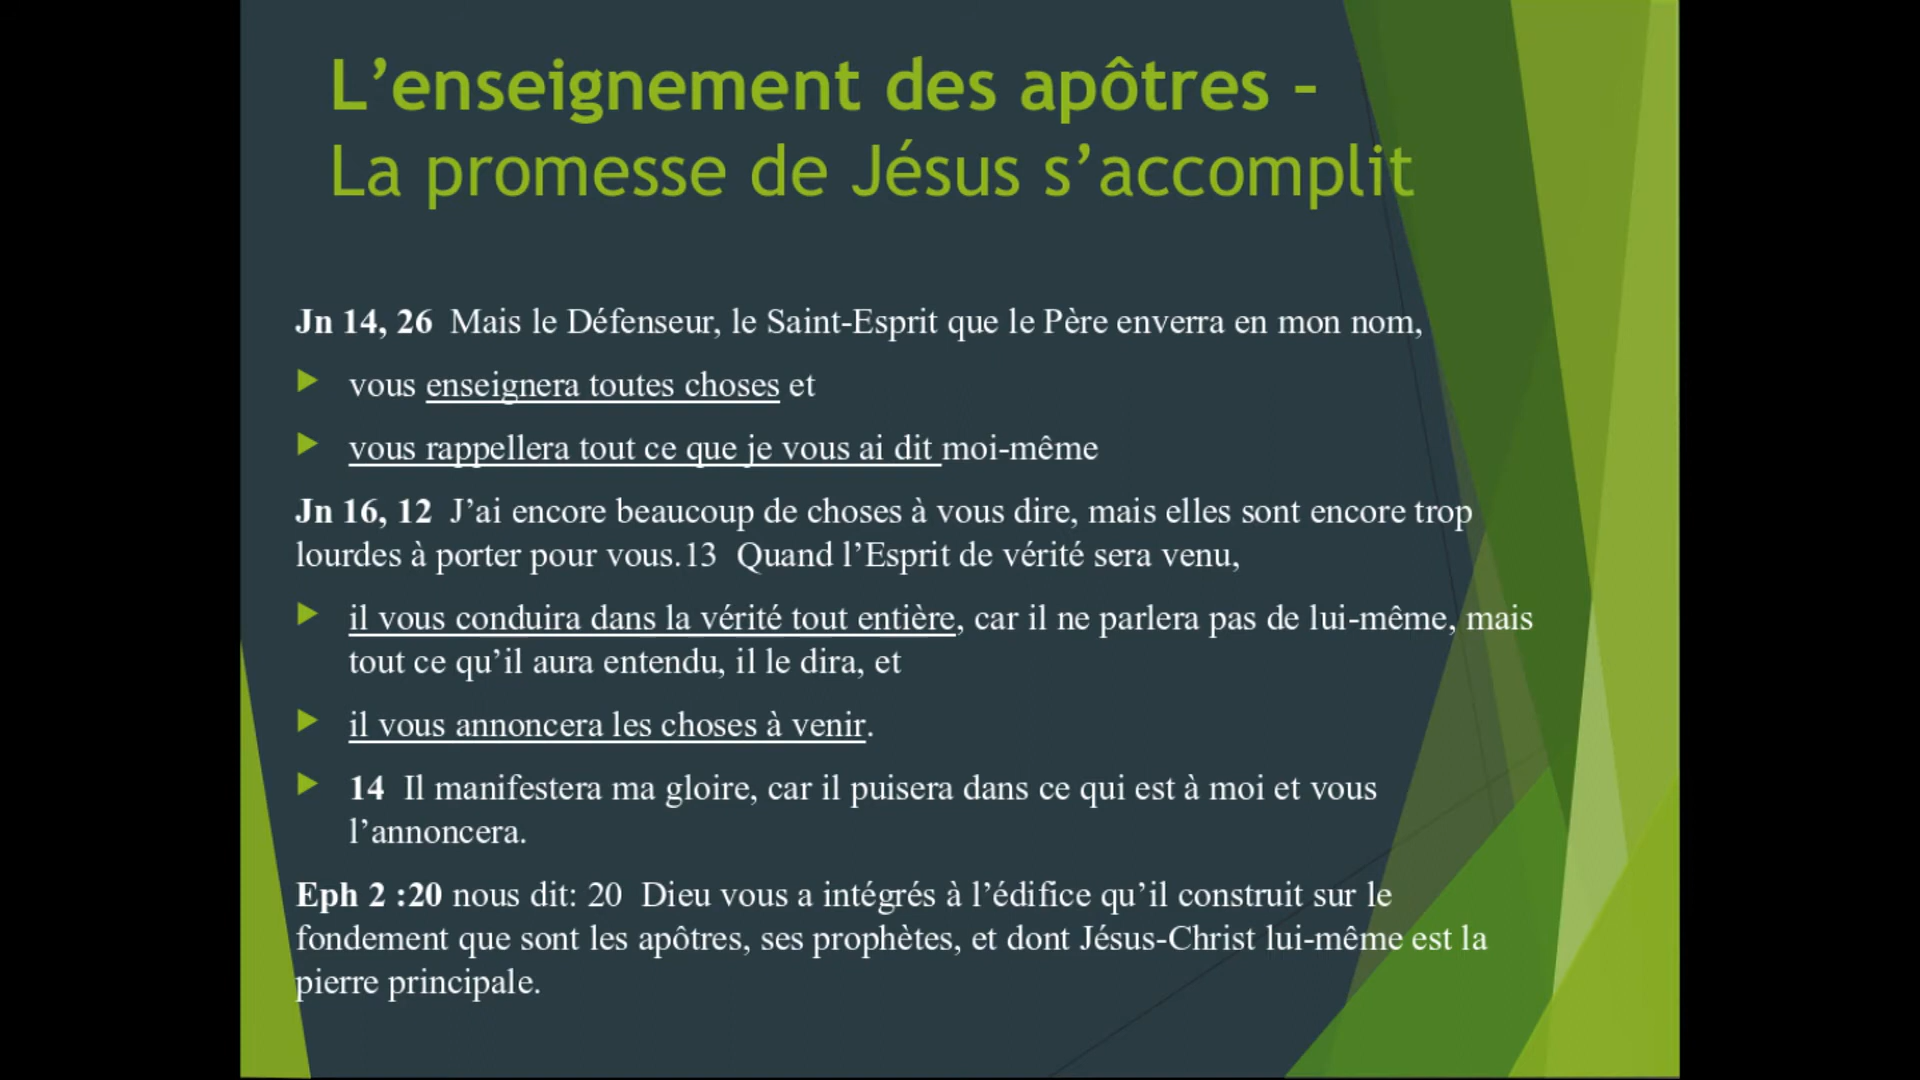 L’enseignement des apôtres –
La promesse de Jésus s’accomplit
Jn 14, 26  Mais le Défenseur, le Saint-Esprit que le Père enverra en mon nom,
vous enseignera toutes choses et
vous rappellera tout ce que je vous ai dit moi-même
Jn 16, 12  J’ai encore beaucoup de choses à vous dire, mais elles sont encore trop
lourdes à porter pour vous.13  Quand l’Esprit de vérité sera venu,
il vous conduira dans la vérité tout entière, car il ne parlera pas de lui-même, mais
tout ce qu’il aura entendu, il le dira, et
il vous annoncera les choses à venir.
14  Il manifestera ma gloire, car il puisera dans ce qui est à moi et vous
l’annoncera.
Eph 2 :20 nous dit: 20  Dieu vous a intégrés à l’édifice qu’il construit sur le
fondement que sont les apôtres, ses prophètes, et dont Jésus-Christ lui-même est la
pierre principale.